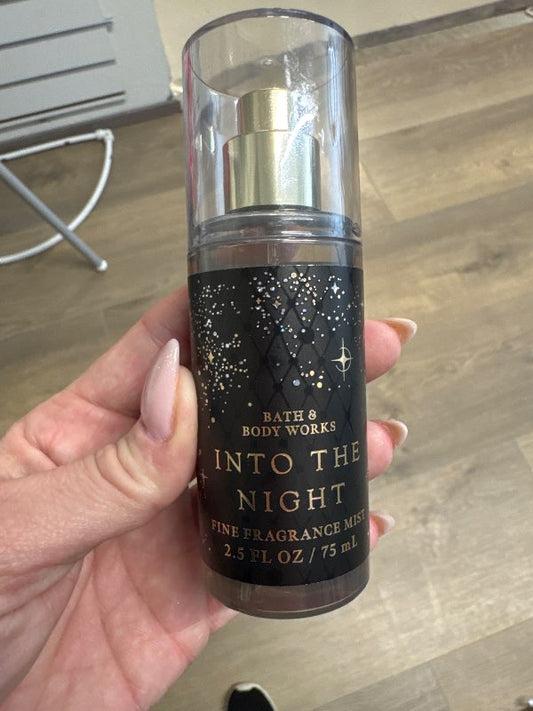 BATH &
BODY WORKS
INTO THE
NIGHT
FINE FRAGRANCE MIST
2.5 FL OZ / 75 mL